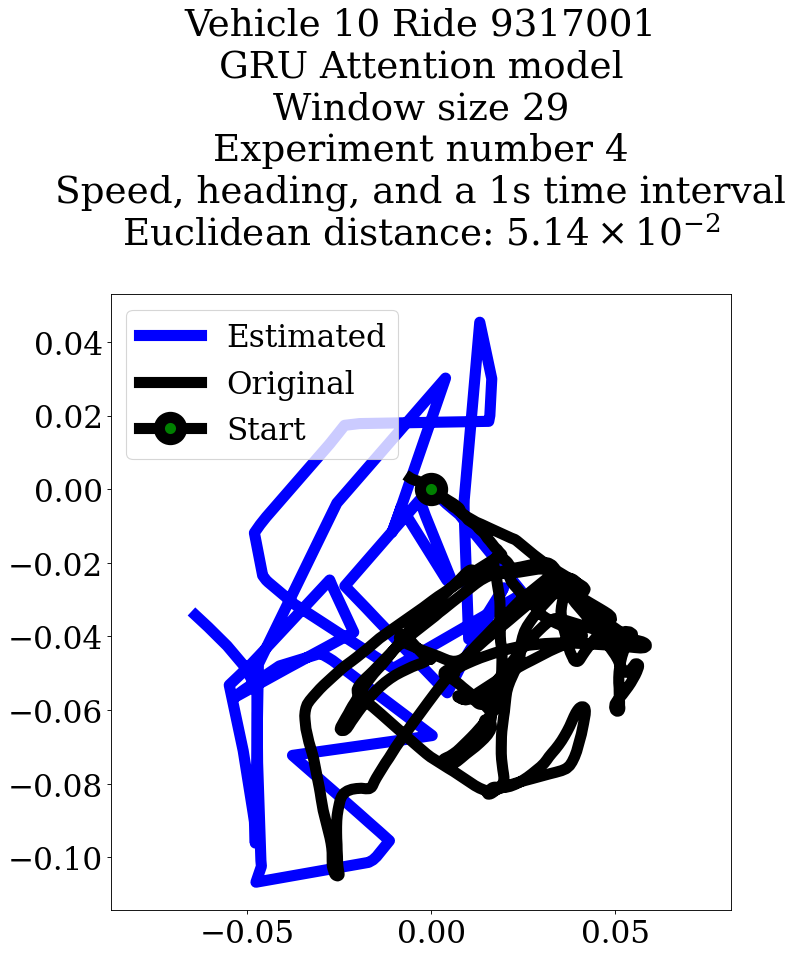 Vehicle 10 Ride 9317001
GRU Attention model
Window size 29
Experiment number 4
Speed, heading, and a 1s time interval
Euclidean distance: 5.14 × 10⁻²
Estimated
Original
Start
0.04
0.02
0.00
−0.02
−0.04
−0.06
−0.08
−0.10
−0.05 0.00 0.05